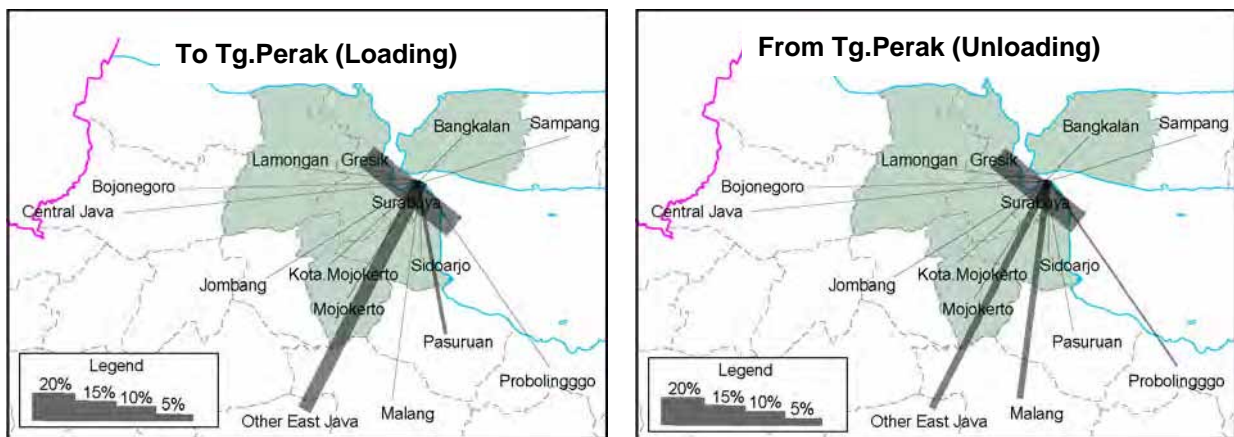 To Tg.Perak (Loading)
Bangkalan
Sampang
Lamongan
Gresik
Bojonegoro
Central Java
Surabaya
Sidoarjo
Kota.Mojokerto
Jombang
Mojokerto
Pasuruan
Probolingggo
Malang
Other East Java
Legend
20%
15%
10%
5%
From Tg.Perak (Unloading)
Bangkalan
Sampang
Lamongan
Gresik
Bojonegoro
Central Java
Surabaya
Sidoarjo
Kota.Mojokerto
Jombang
Mojokerto
Pasuruan
Probolingggo
Malang
Other East Java
Legend
20%
15%
10%
5%